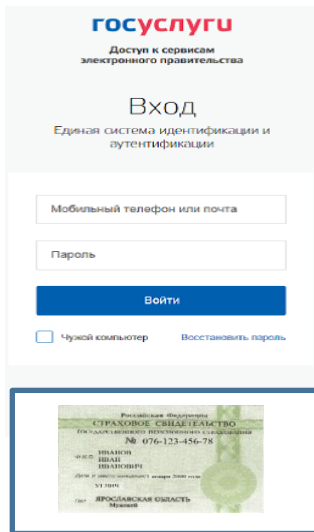 госуслуги
Доступ к сервисам
электронного правительства
Вход
Единая система идентификации и
аутентификации
Мобильный телефон или почта
Пароль
Войти
Чужой компьютер Восстановить пароль
Российская Федерация
СТРАХОВОЕ СВИДЕТЕЛЬСТВО
№ 076-123-456-78
Ф.И.О. ИВАНОВ
ИВАН
ИВАНОВИЧ
ЯРОСЛАВСКАЯ ОБЛАСТЬ
Мужской